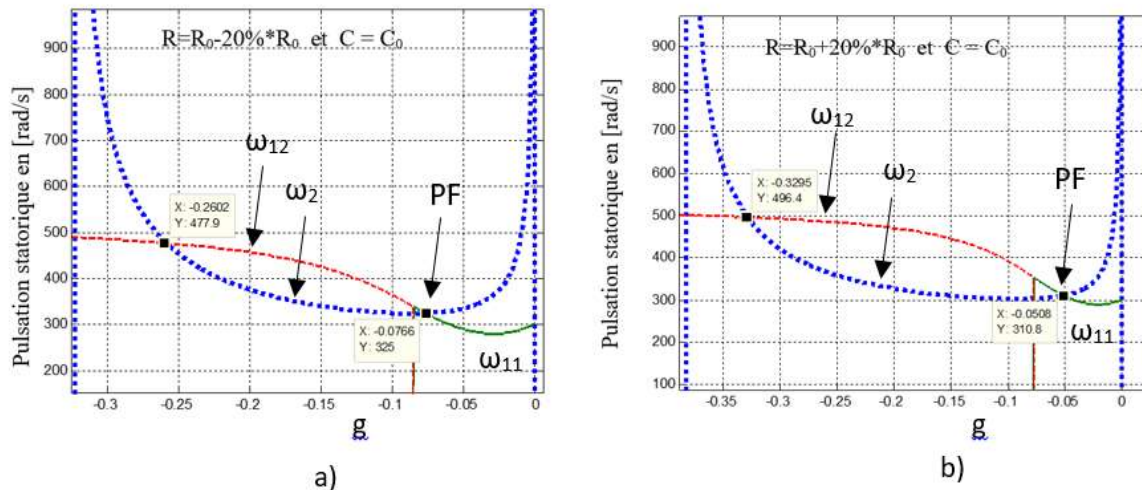 R=R₀-20%*R₀ et C = C₀
Pulsation statorique en [rad/s]
900
800
700
600
500
400
300
200
ω₁₂
ω₂
PF
X: -0.2602
Y: 477.9
X: -0.0766
Y: 325
ω₁₁
-0.3 -0.25 -0.2 -0.15 -0.1 -0.05 0
g
a)
R=R₀+20%*R₀ et C = C₀
Pulsation statorique en [rad/s]
900
800
700
600
500
400
300
200
100
ω₁₂
ω₂
PF
X: -0.3295
Y: 496.4
X: -0.0508
Y: 310.8
ω₁₁
-0.35 -0.3 -0.25 -0.2 -0.15 -0.1 -0.05 0
g
b)